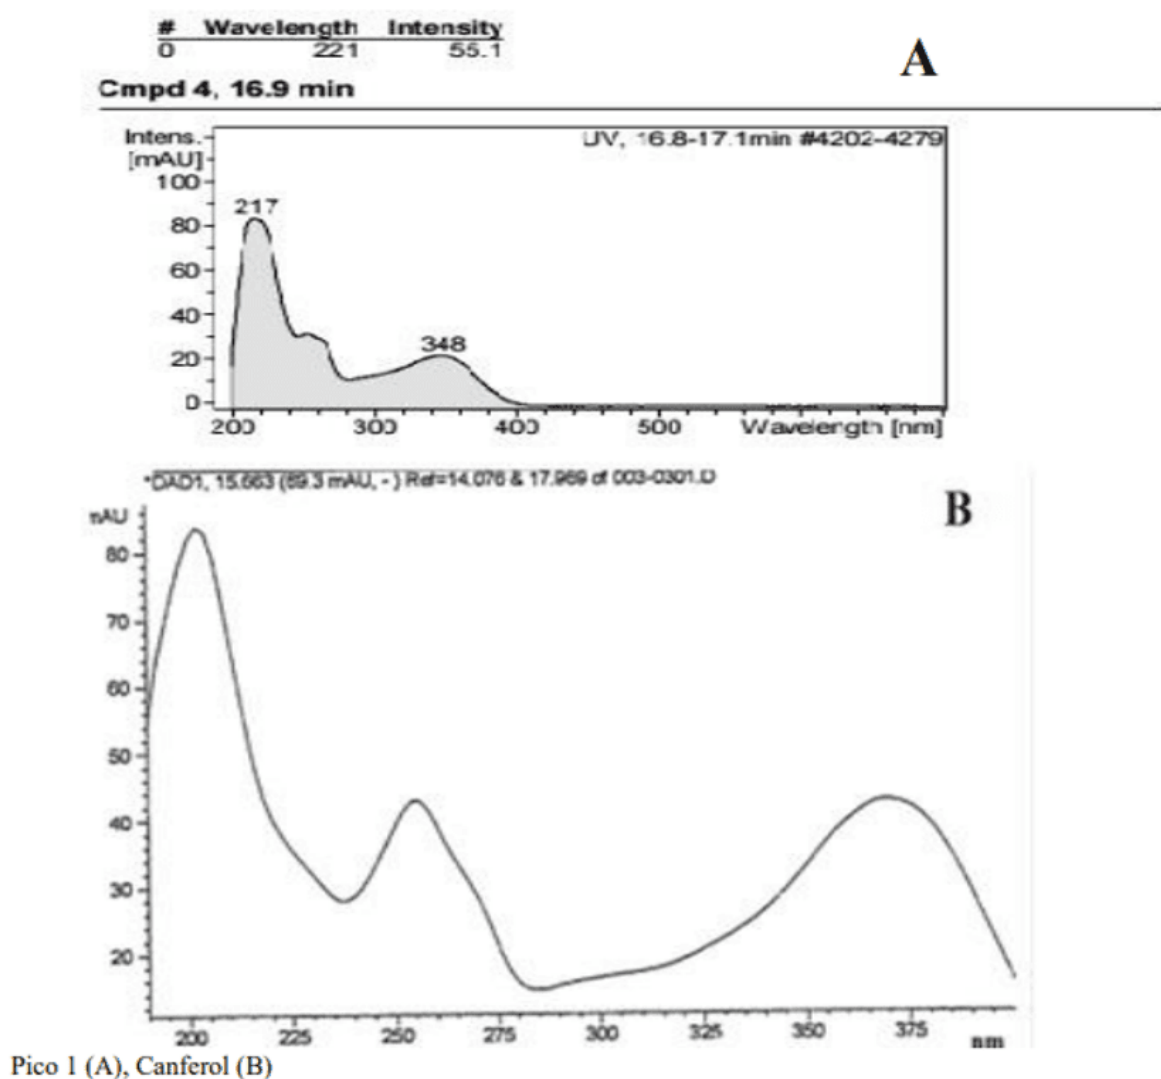 # Wavelength Intensity
0 221 55.1
A
Cmpd 4, 16.9 min
Intens.
[mAU]
UV, 16.8-17.1min #4202-4279
100
80
60
40
20
0
217
348
200 300 400 500 Wavelength [nm]
*DAD1, 15.663 (69.3 mAU, - ) Ref=14.076 & 17.969 of 003-0301.D
B
mAU
80
70
60
50
40
30
20
200 225 250 275 300 325 350 375 nm
Pico 1 (A), Canferol (B)